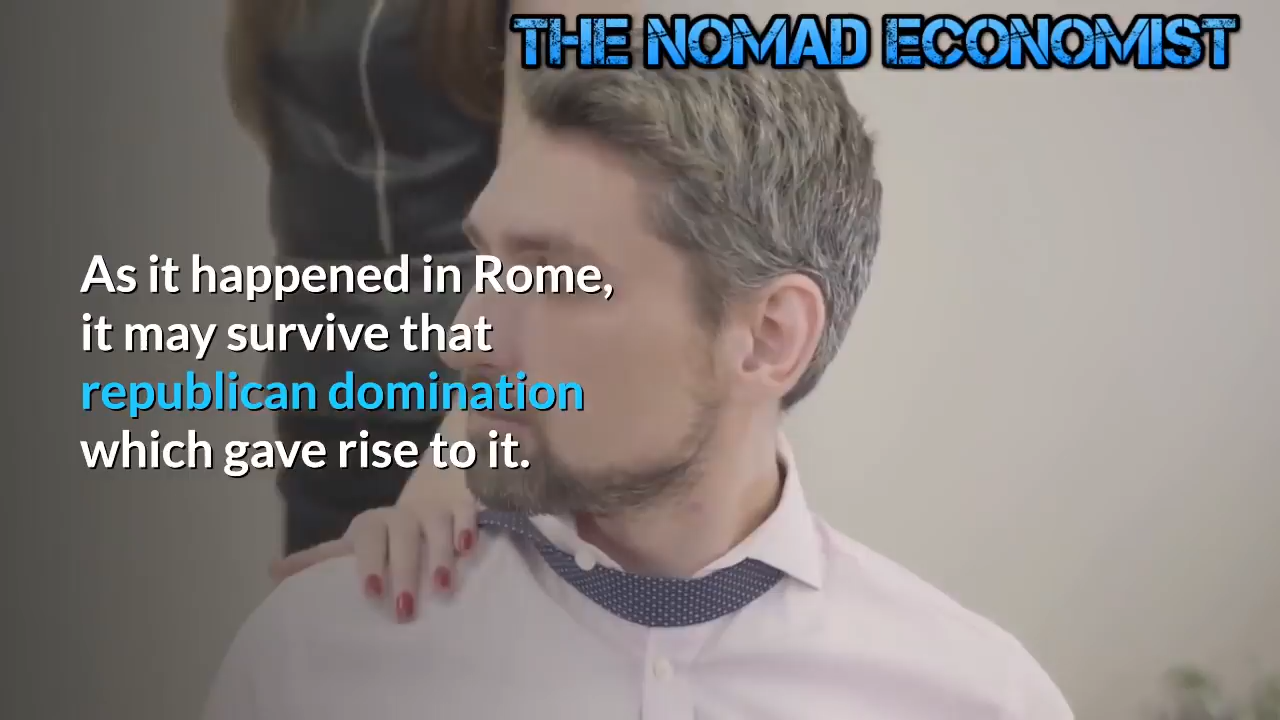 THE NOMAD ECONOMIST
As it happened in Rome,
it may survive that
republican domination
which gave rise to it.